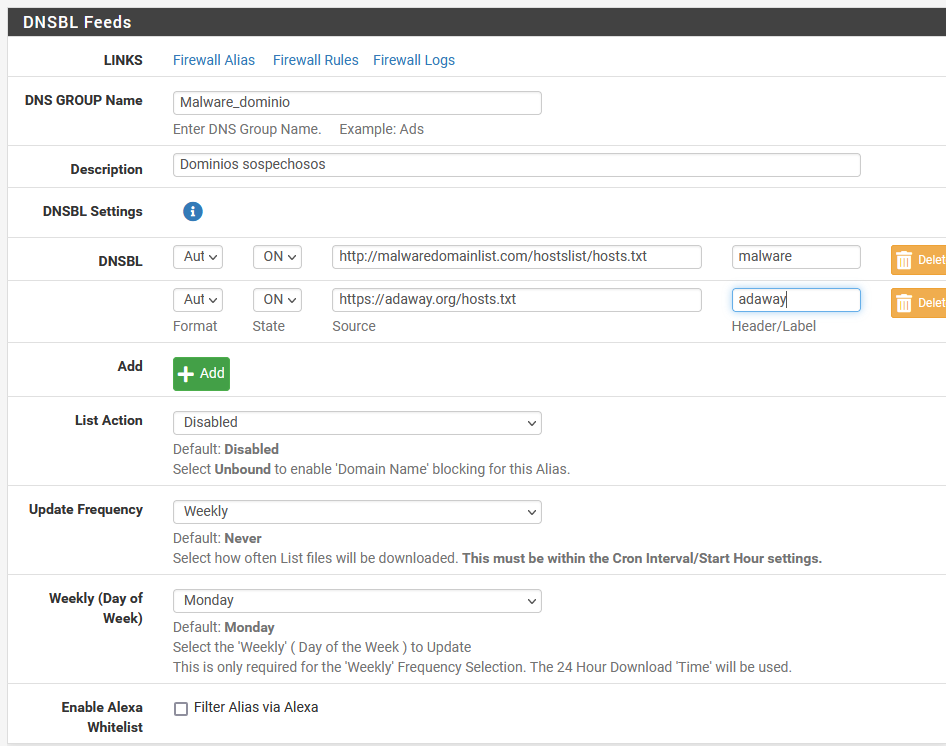 DNSBL Feeds
LINKS Firewall Alias Firewall Rules Firewall Logs
DNS GROUP Name Malware_dominio
Enter DNS Group Name. Example: Ads
Description Dominios sospechosos
DNSBL Settings
DNSBL Aut ON http://malwaredomainlist.com/hostslist/hosts.txt malware Delet
Aut ON https://adaway.org/hosts.txt adaway Delet
Format State Source Header/Label
Add Add
List Action Disabled
Default: Disabled
Select Unbound to enable 'Domain Name' blocking for this Alias.
Update Frequency Weekly
Default: Never
Select how often List files will be downloaded. This must be within the Cron Interval/Start Hour settings.
Weekly (Day of Week) Monday
Default: Monday
Select the 'Weekly' ( Day of the Week ) to Update
This is only required for the 'Weekly' Frequency Selection. The 24 Hour Download 'Time' will be used.
Enable Alexa Whitelist Filter Alias via Alexa